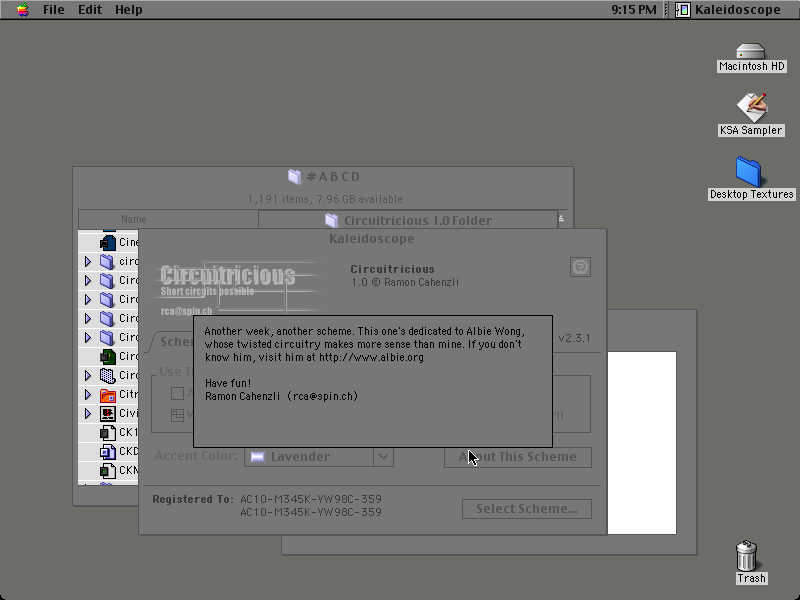 File Edit Help
9:15 PM Kaleidoscope
Macintosh HD
KSA Sampler
Desktop Textures
#ABCD
1,191 items, 7.96 GB available
Name
Circuitricious 1.0 Folder
Kaleidoscope
Cine
circ
Circ
Circ
Circ
Circ
Circ
Circ
Citr
Civi
CK1
CKD
CKN
Circuitricious
Short circuits possible
rca@spin.ch
Circuitricious
1.0 © Ramon Cahenzli
v2.3.1
Another week, another scheme. This one's dedicated to Albie Wong,
whose twisted circuitry makes more sense than mine. If you don't
know him, visit him at http://www.albie.org
Have fun!
Ramon Cahenzli (rca@spin.ch)
Accent Color: Lavender
About This Scheme
Registered To: AC10-M345K-YW98C-359
AC10-M345K-YW98C-359
Select Scheme...
Trash